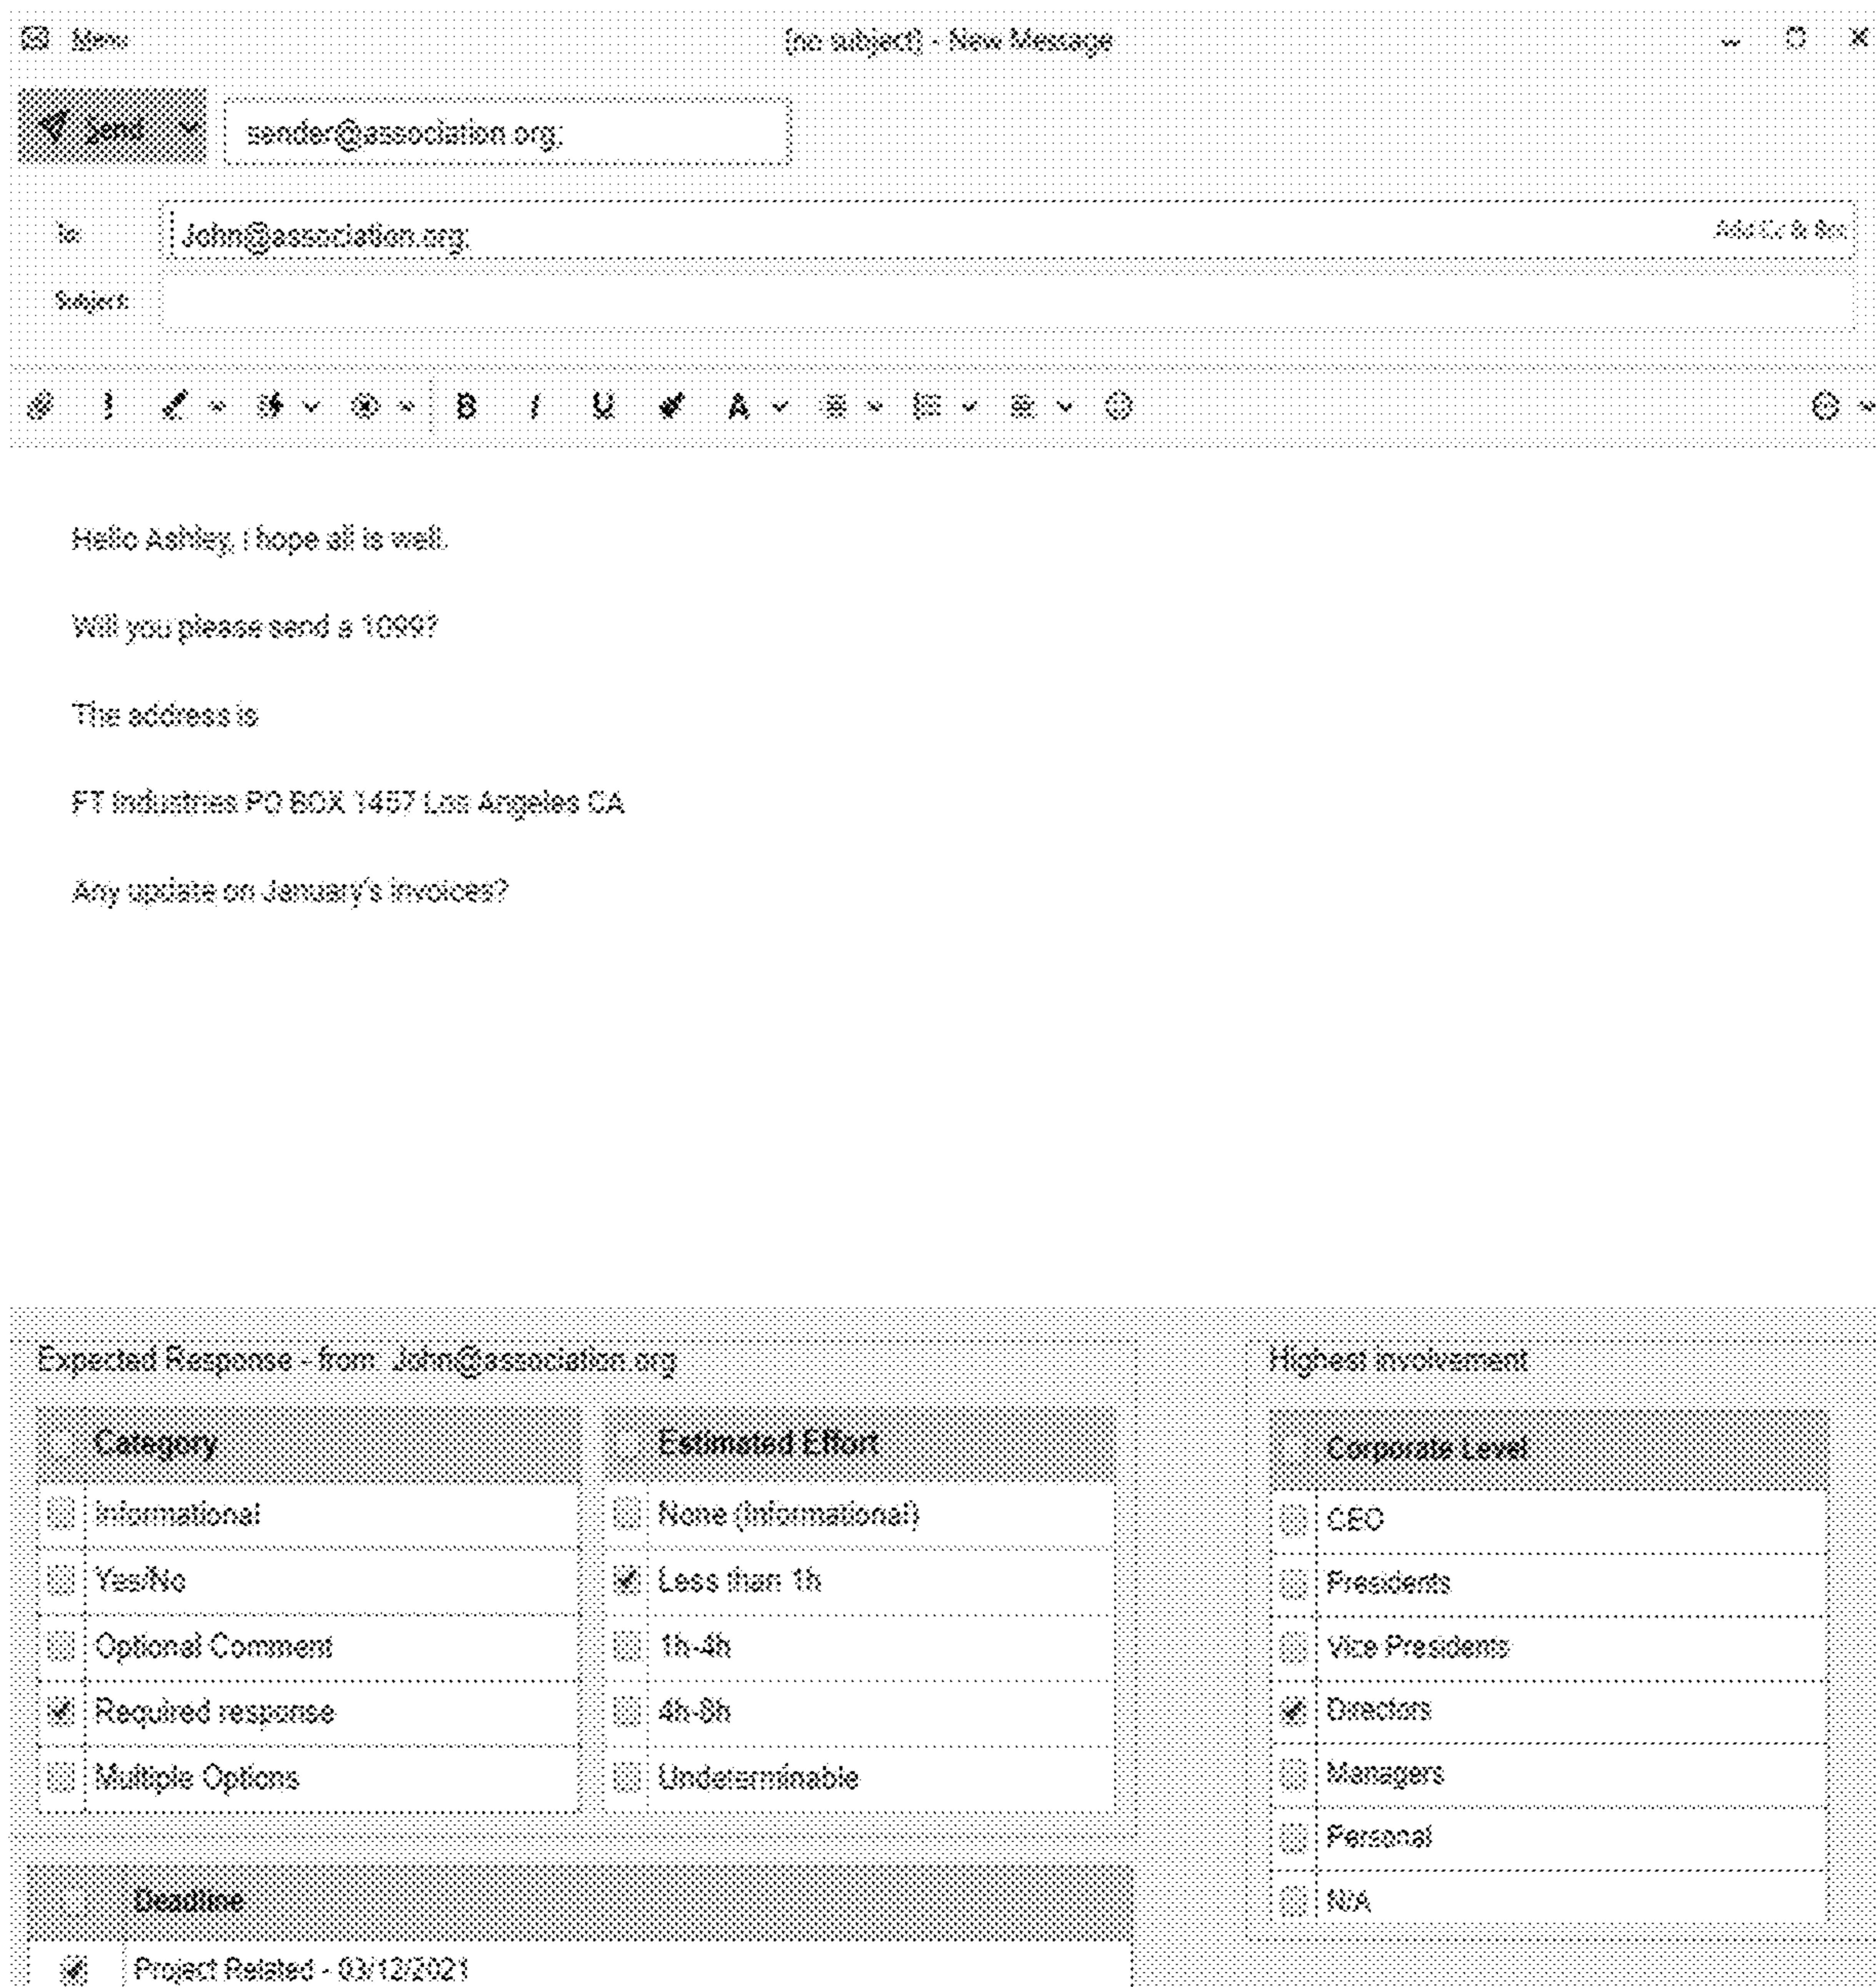 Menu
[no subject] - New Message
Send
sender@association.org;
To
John@association.org;
Add Cc & Bcc
Subject
B I U A
Hello Ashley, I hope all is well.
Will you please send a 1099?
The address is
FT Industries PO BOX 1457 Los Angeles CA
Any update on January's invoices?
Expected Response - from: John@association.org
Category
Informational
Yes/No
Optional Comment
Required response
Multiple Options
Estimated Effort
None (Informational)
Less than 1h
1h-4h
4h-8h
Undeterminable
Highest involvement
Corporate Level
CEO
Presidents
Vice Presidents
Directors
Managers
Personal
N/A
Deadline
Project Related - 03/12/2021